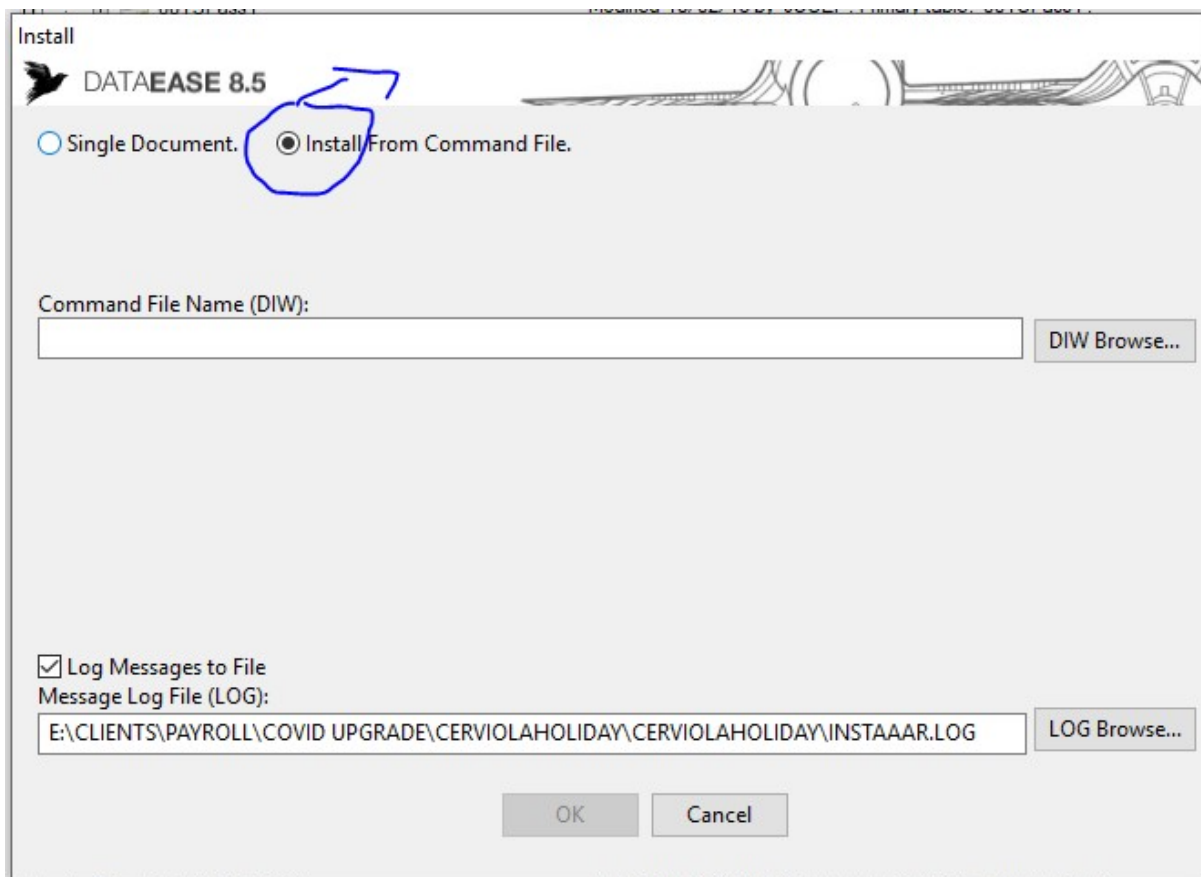 Install
DATAEASE 8.5
Single Document. Install From Command File.
Command File Name (DIW):
DIW Browse...
Log Messages to File
Message Log File (LOG):
E:\CLIENTS\PAYROLL\COVID UPGRADE\CERVIOLAHOLIDAY\CERVIOLAHOLIDAY\INSTAAAR.LOG
LOG Browse...
OK Cancel